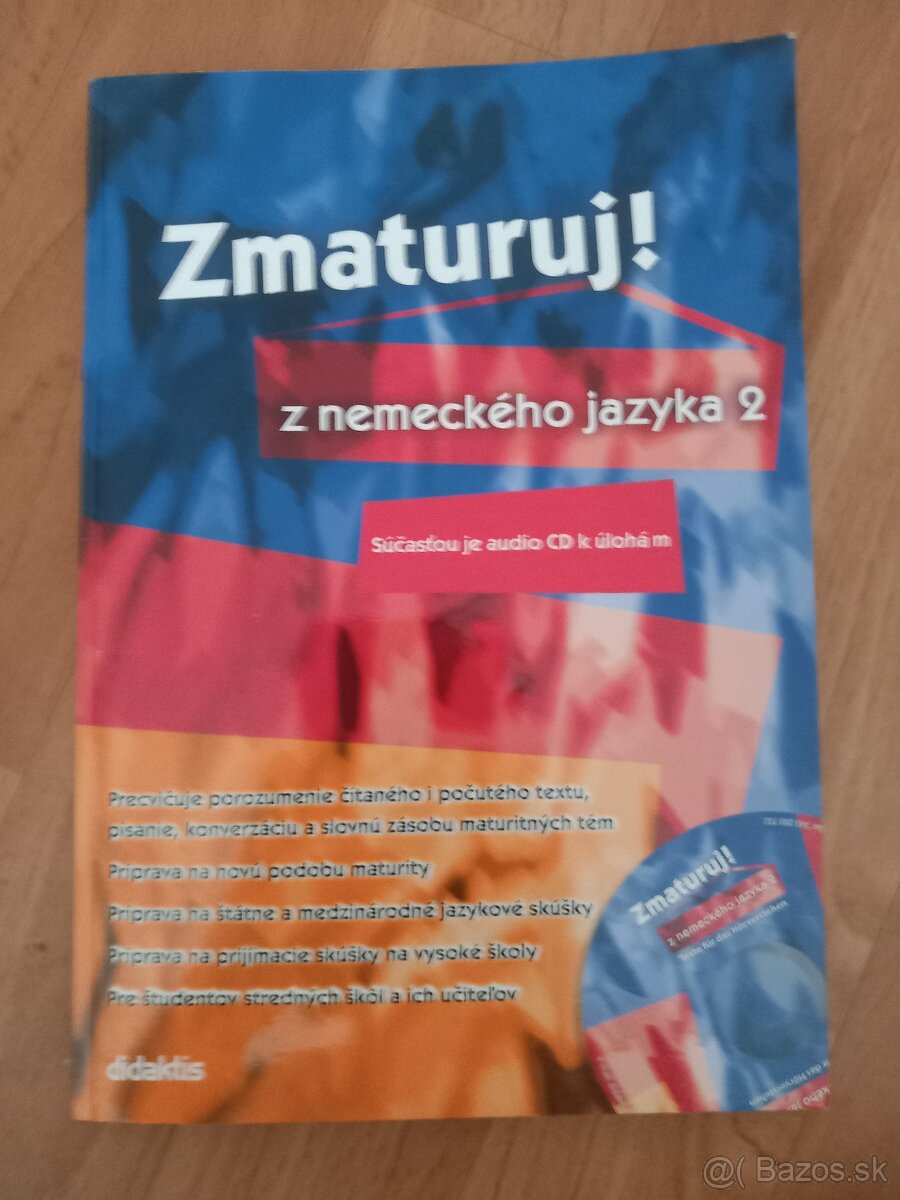 Zmaturuj!
z nemeckého jazyka 2
Súčasťou je audio CD k úlohám
Precvičuje porozumenie čítaného i počutého textu,
písanie, konverzáciu a slovnú zásobu maturitných tém
Príprava na novú podobu maturity
Príprava na štátne a medzinárodné jazykové skúšky
Príprava na prijímacie skúšky na vysoké školy
Pre študentov stredných škôl a ich učiteľov
Zmaturuj!
z nemeckého jazyka 2
Texte für das Hörverstehen
didaktis
@( Bazos.sk